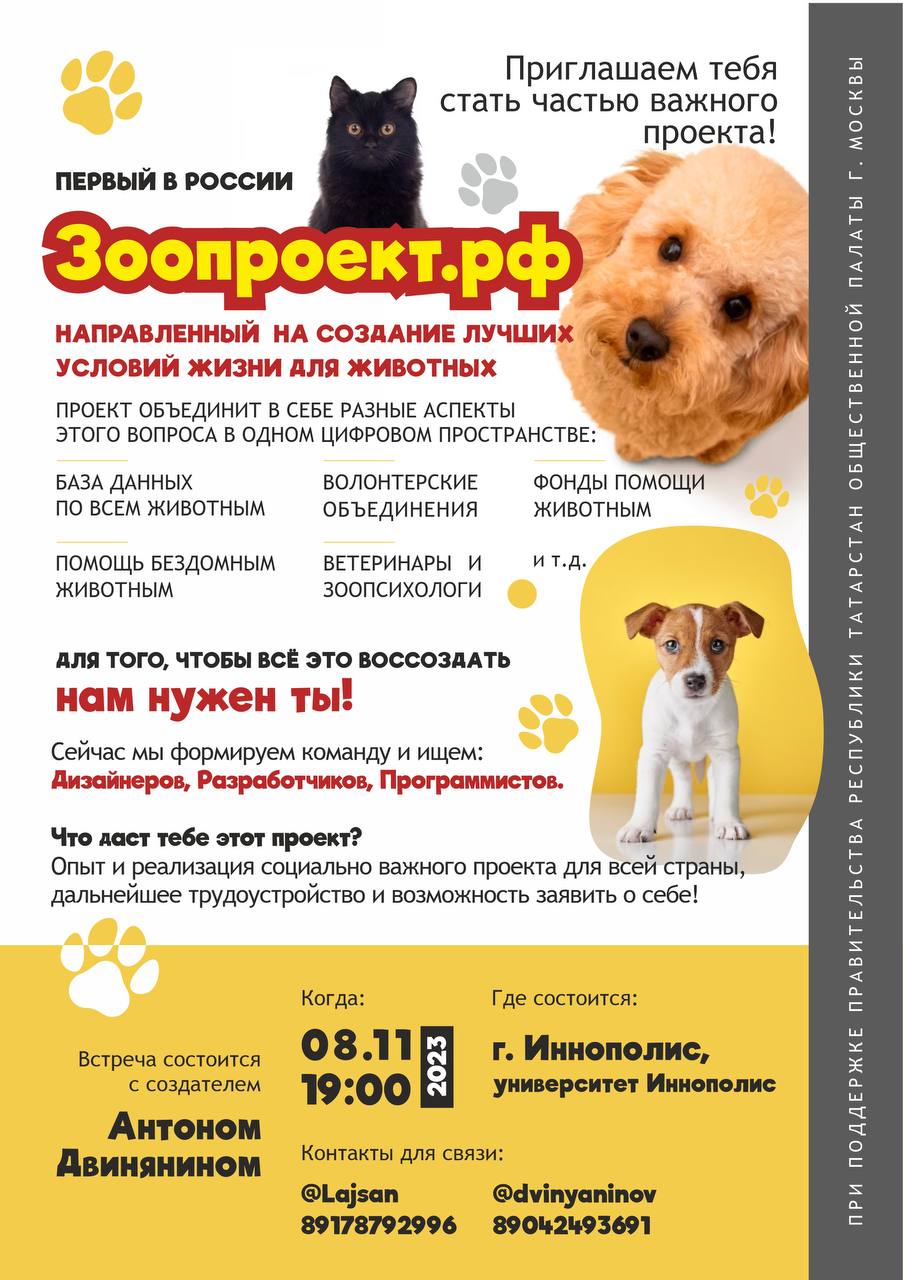 Приглашаем тебя
стать частью важного
проекта!
ПЕРВЫЙ В РОССИИ
Зоопроект.рф
НАПРАВЛЕННЫЙ НА СОЗДАНИЕ ЛУЧШИХ
УСЛОВИЙ ЖИЗНИ ДЛЯ ЖИВОТНЫХ
ПРОЕКТ ОБЪЕДИНИТ В СЕБЕ РАЗНЫЕ АСПЕКТЫ
ЭТОГО ВОПРОСА В ОДНОМ ЦИФРОВОМ ПРОСТРАНСТВЕ:
БАЗА ДАННЫХ
ПО ВСЕМ ЖИВОТНЫМ
ВОЛОНТЕРСКИЕ
ОБЪЕДИНЕНИЯ
ФОНДЫ ПОМОЩИ
ЖИВОТНЫМ
ПОМОЩЬ БЕЗДОМНЫМ
ЖИВОТНЫМ
ВЕТЕРИНАРЫ И
ЗООПСИХОЛОГИ
и т.д.
ДЛЯ ТОГО, ЧТОБЫ ВСЁ ЭТО ВОССОЗДАТЬ
нам нужен ты!
Сейчас мы формируем команду и ищем:
Дизайнеров, Разработчиков, Программистов.
Что даст тебе этот проект?
Опыт и реализация социально важного проекта для всей страны,
дальнейшее трудоустройство и возможность заявить о себе!
Встреча состоится
с создателем
Антоном
Двинянином
Когда:
08.11
19:00
2023
Где состоится:
г. Иннополис,
университет Иннополис
Контакты для связи:
@Lajsan
89178792996
@dvinyaninov
89042493691
ПРИ ПОДДЕРЖКЕ ПРАВИТЕЛЬСТВА РЕСПУБЛИКИ ТАТАРСТАН ОБЩЕСТВЕННОЙ ПАЛАТЫ Г. МОСКВЫ